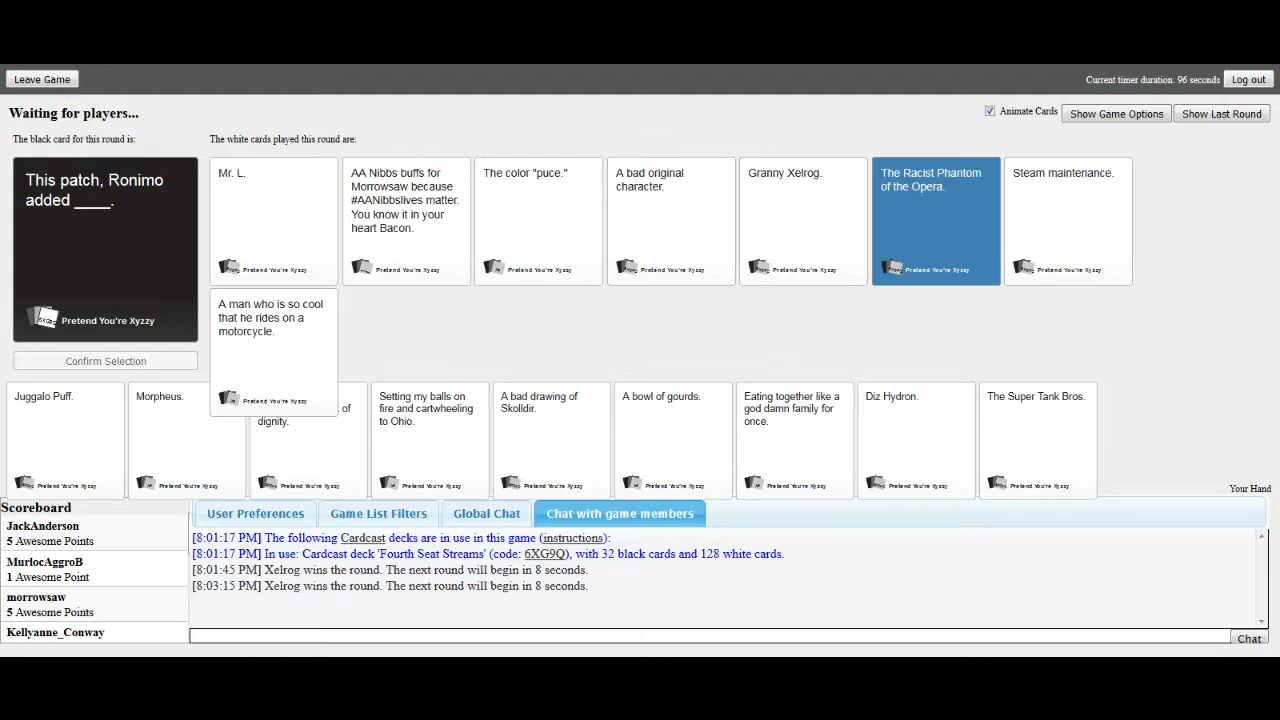 Leave Game
Current timer duration: 96 seconds
Log out
Waiting for players...
Animate Cards
Show Game Options
Show Last Round
The black card for this round is:
The white cards played this round are:
This patch, Ronimo
added ____.
Pretend You're Xyzzy
Confirm Selection
Mr. L.
Pretend You're Xyzzy
AA Nibbs buffs for
Morrowsaw because
#AANibbslives matter.
You know it in your
heart Bacon.
Pretend You're Xyzzy
The color "puce."
Pretend You're Xyzzy
A bad original
character.
Pretend You're Xyzzy
Granny Xelrog.
Pretend You're Xyzzy
The Racist Phantom
of the Opera.
Pretend You're Xyzzy
Steam maintenance.
Pretend You're Xyzzy
A man who is so cool
that he rides on a
motorcycle.
Pretend You're Xyzzy
Juggalo Puff.
Pretend You're Xyzzy
Morpheus.
Pretend You're Xyzzy
of
dignity.
Pretend You're Xyzzy
Setting my balls on
fire and cartwheeling
to Ohio.
Pretend You're Xyzzy
A bad drawing of
Skolldir.
Pretend You're Xyzzy
A bowl of gourds.
Pretend You're Xyzzy
Eating together like a
god damn family for
once.
Pretend You're Xyzzy
Diz Hydron.
Pretend You're Xyzzy
The Super Tank Bros.
Pretend You're Xyzzy
Your Hand
Scoreboard
JackAnderson
5 Awesome Points
MurlocAggroB
1 Awesome Point
morrowsaw
5 Awesome Points
Kellyanne_Conway
User Preferences
Game List Filters
Global Chat
Chat with game members
[8:01:17 PM] The following Cardcast decks are in use in this game (instructions):
[8:01:17 PM] In use: Cardcast deck 'Fourth Seat Streams' (code: 6XG9Q), with 32 black cards and 128 white cards.
[8:01:45 PM] Xelrog wins the round. The next round will begin in 8 seconds.
[8:03:15 PM] Xelrog wins the round. The next round will begin in 8 seconds.
Chat